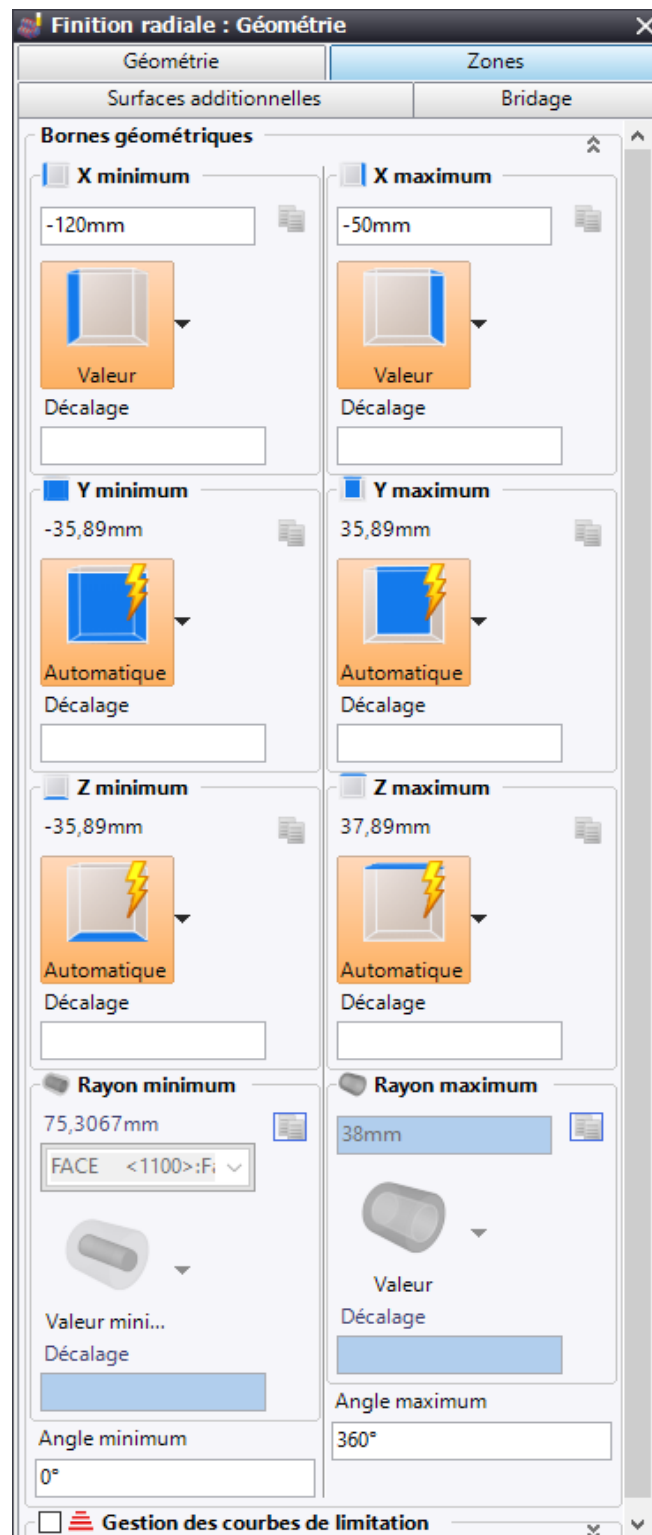 Finition radiale : Géométrie
Géométrie
Zones
Surfaces additionnelles
Bridage
Bornes géométriques
X minimum
X maximum
-120mm
-50mm
Valeur
Valeur
Décalage
Décalage
Y minimum
Y maximum
-35,89mm
35,89mm
Automatique
Automatique
Décalage
Décalage
Z minimum
Z maximum
-35,89mm
37,89mm
Automatique
Automatique
Décalage
Décalage
Rayon minimum
Rayon maximum
75,3067mm
38mm
FACE <1100>:Fa
Valeur mini...
Valeur
Décalage
Décalage
Angle minimum
Angle maximum
0°
360°
Gestion des courbes de limitation